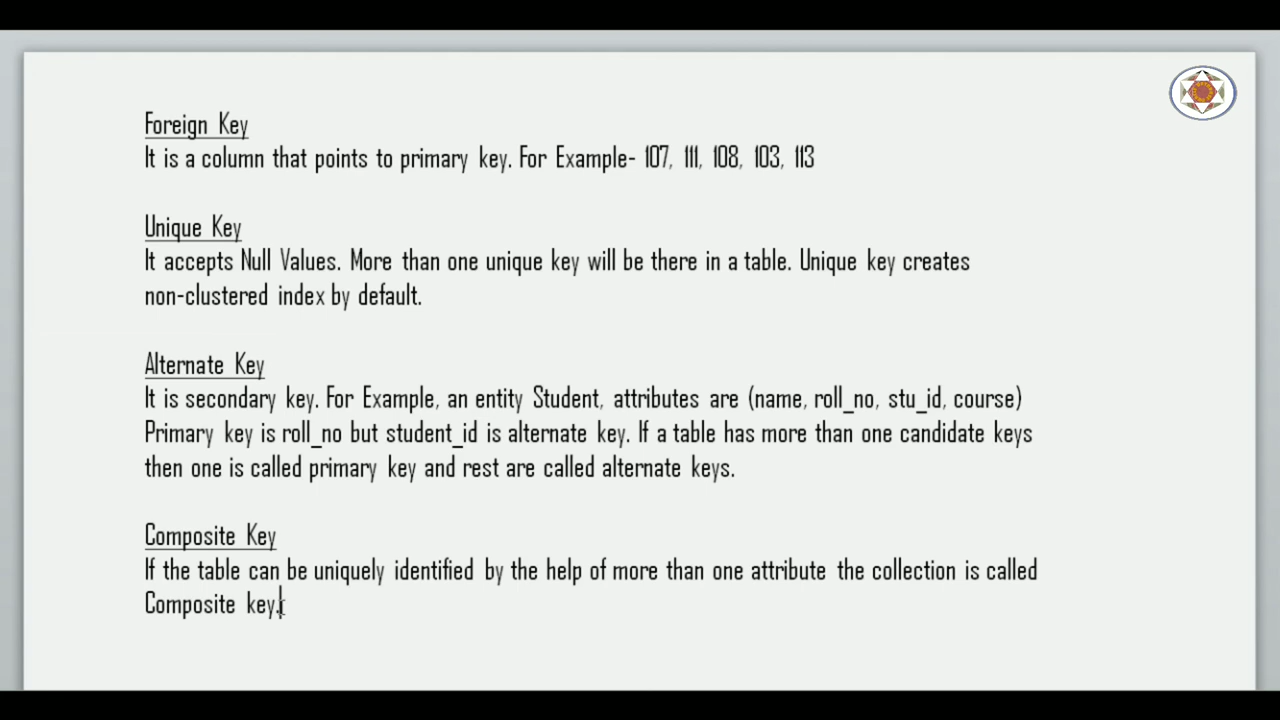 Foreign Key
It is a column that points to primary key. For Example- 107, 111, 108, 103, 113
Unique Key
It accepts Null Values. More than one unique key will be there in a table. Unique key creates
non-clustered index by default.
Alternate Key
It is secondary key. For Example, an entity Student, attributes are (name, roll_no, stu_id, course)
Primary key is roll_no but student_id is alternate key. If a table has more than one candidate keys
then one is called primary key and rest are called alternate keys.
Composite Key
If the table can be uniquely identified by the help of more than one attribute the collection is called
Composite key.